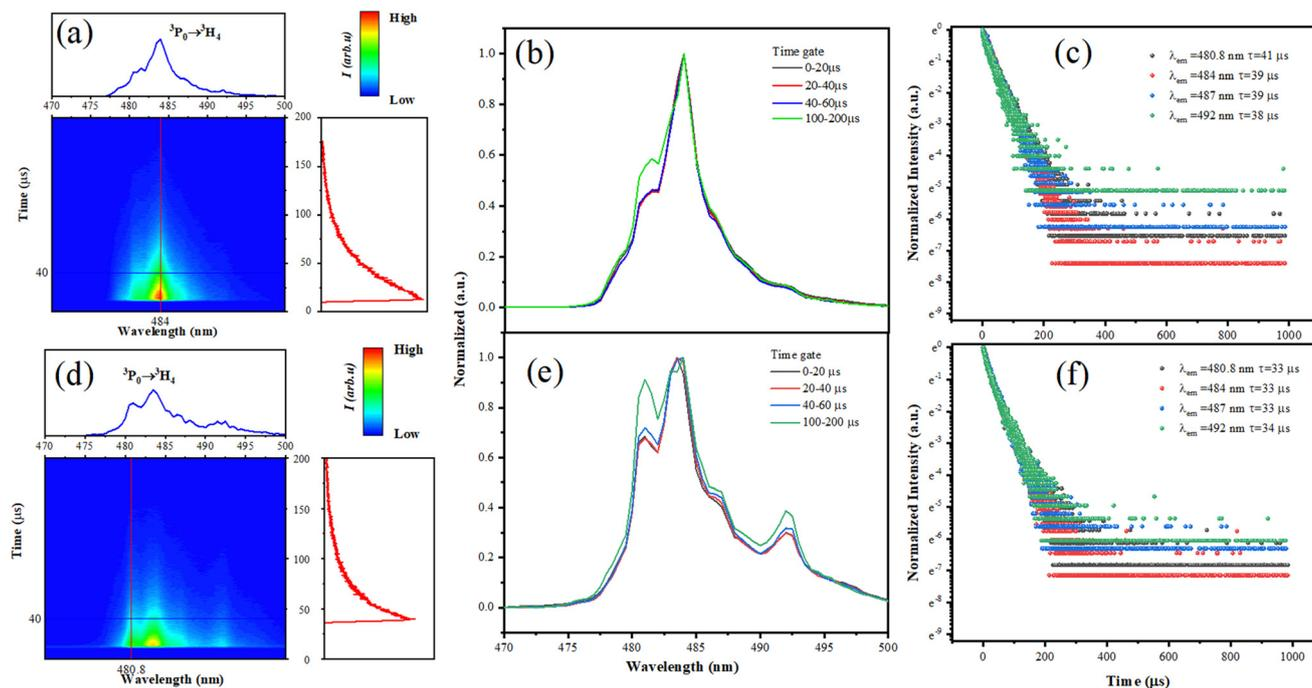 (a)
³P₀→³H₄
470 475 480 485 490 495 500
I (arb.u)
High
Low
Time (μs)
40
484
Wavelength (nm)
200
150
100
50
0
(b)
Time gate
0-20μs
20-40μs
40-60μs
100-200μs
1.0
0.8
0.6
0.4
0.2
0.0
Normalized (a.u.)
(c)
λem =480.8 nm τ=41 μs
λem =484 nm τ=39 μs
λem =487 nm τ=39 μs
λem =492 nm τ=38 μs
Normalized Intensity (a.u.)
e⁰
e⁻¹
e⁻²
e⁻³
e⁻⁴
e⁻⁵
e⁻⁶
e⁻⁷
e⁻⁸
e⁻⁹
0 200 400 600 800 1000
(d)
³P₀→³H₄
470 475 480 485 490 495 500
I (arb.u)
High
Low
Time (μs)
40
480.8
Wavelength (nm)
200
150
100
50
0
(e)
Time gate
0-20 μs
20-40 μs
40-60 μs
100-200 μs
1.0
0.8
0.6
0.4
0.2
0.0
470 475 480 485 490 495 500
Wavelength (nm)
(f)
λem =480.8 nm τ=33 μs
λem =484 nm τ=33 μs
λem =487 nm τ=33 μs
λem =492 nm τ=34 μs
Normalized Intensity (a.u.)
e⁰
e⁻¹
e⁻²
e⁻³
e⁻⁴
e⁻⁵
e⁻⁶
e⁻⁷
e⁻⁸
e⁻⁹
0 200 400 600 800 1000
Time (μs)